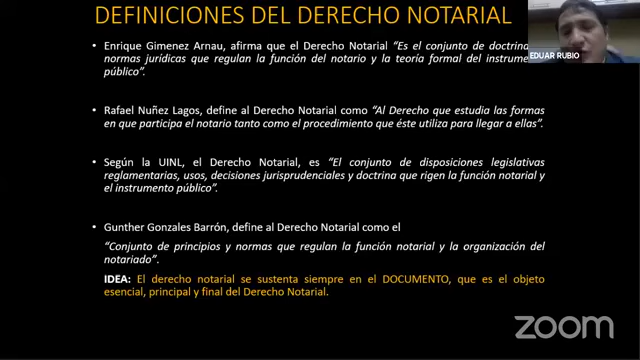 DEFINICIONES DEL DERECHO NOTARIAL
EDUAR RUBIO
• Enrique Gimenez Arnau, afirma que el Derecho Notarial “Es el conjunto de doctrina
normas jurídicas que regulan la función del notario y la teoría formal del instrumen
público”.
• Rafael Nuñez Lagos, define al Derecho Notarial como “Al Derecho que estudia las formas
en que participa el notario tanto como el procedimiento que éste utiliza para llegar a ellas”.
• Según la UINL, el Derecho Notarial, es “El conjunto de disposiciones legislativas
reglamentarias, usos, decisiones jurisprudenciales y doctrina que rigen la función notarial y
el instrumento público”.
• Gunther Gonzales Barrón, define al Derecho Notarial como el
“Conjunto de principios y normas que regulan la función notarial y la organización del
notariado”.
IDEA: El derecho notarial se sustenta siempre en el DOCUMENTO, que es el objeto
esencial, principal y final del Derecho Notarial.
zoom